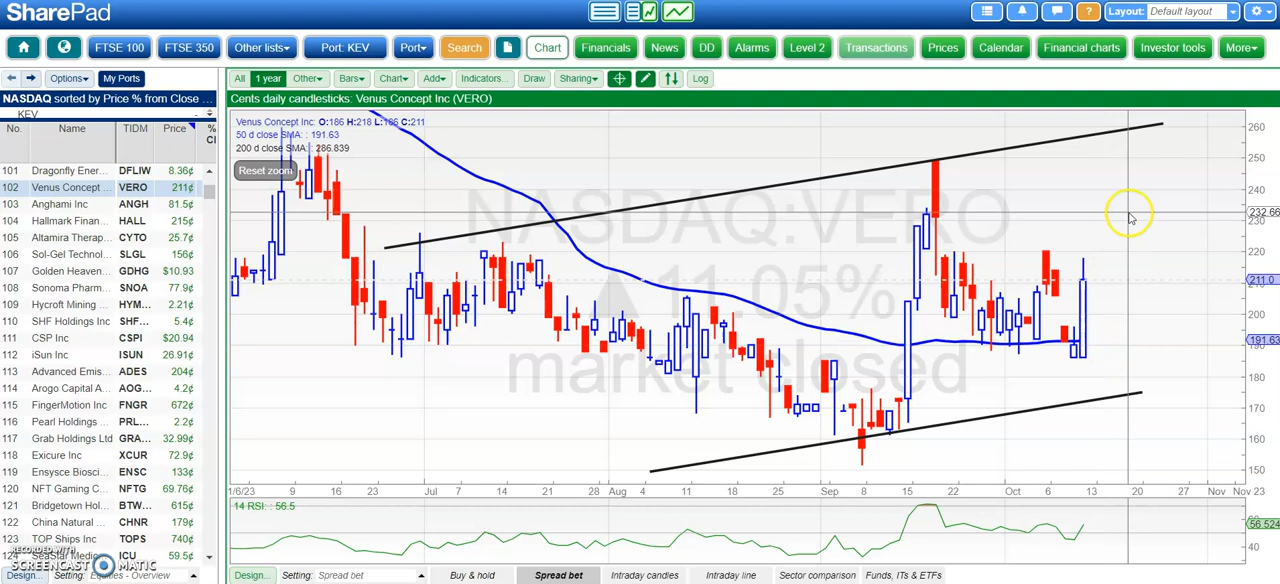 SharePad
Layout: Default layout
FTSE 100 FTSE 350 Other lists Port: KEV Port Search Chart Financials News DD Alarms Level 2 Transactions Prices Calendar Financial charts Investor tools More
Options My Ports All 1 year Other Bars Chart Add Indicators... Draw Sharing Log
NASDAQ sorted by Price % from Close ...
Cents daily candlesticks: Venus Concept Inc (VERO)
KEV
No. Name TIDM Price %
101 Dragonfly Ener... DFLIW 8.36¢
102 Venus Concept ... VERO 211¢
103 Anghami Inc ANGH 81.5¢
104 Hallmark Finan... HALL 215¢
105 Altamira Therap... CYTO 25.7¢
106 Sol-Gel Technol... SLGL 156¢
107 Golden Heaven... GDHG $10.93
108 Sonoma Pharm... SNOA 77.9¢
109 Hycroft Mining ... HYM... 2.21¢
110 SHF Holdings Inc SHF... 5.4¢
111 CSP Inc CSPI $20.94
112 iSun Inc ISUN 26.91¢
113 Ades... ADES 204¢
114 Arogo Capital A... AOG... 4.2¢
115 FingerMotion Inc FNGR 672¢
116 Pearl Holdings ... PRL... 2.2¢
117 Grab Holdings Ltd GRA... 32.99¢
118 Exicure Inc XCUR 72.9¢
119 Ensysce Biosci... ENSC 133¢
120 NFT Gaming C... NFTG 69.76¢
121 Bridgetown Hol... BTW... 615¢
122 China Natural ... CHNR 179¢
123 TOP Ships Inc TOPS 740¢
124 SeaStar Medic... ICU 59.5¢
Venus Concept Inc: O:186 H:218 L:186 C:211
50 d close SMA: : 191.63
200 d close SMA: : 286.839
Reset zoom
NASDAQ:VERO
11.05%
market closed
260
250
240
232.66
220
211.0
200
191.63
180
170
160
150
1/6/23 9 16 23 Jul 7 14 21 28 Aug 4 11 18 25 Sep 8 15 22 Oct 6 13 20 27 Nov Nov 23
14 RSI: : 56.5
56.524
40
RECORDED WITH
SCREENCAST MATIC
Design... Setting: Equities - Overview
Design... Setting: Spread bet Buy & hold Spread bet Intraday candles Intraday line Sector comparison Funds, ITs & ETFs